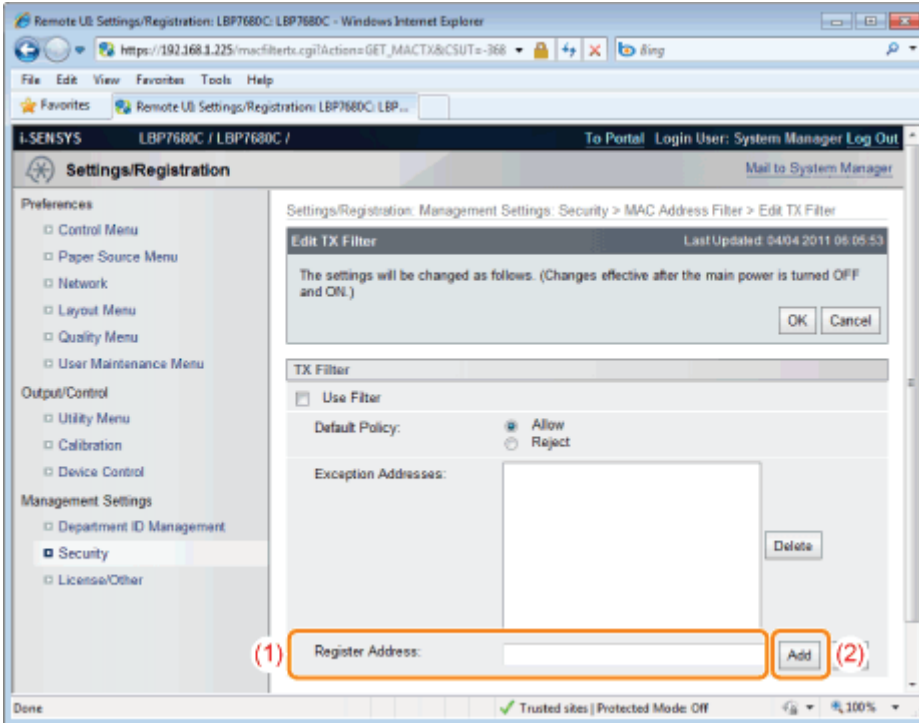 Remote UI: Settings/Registration: LBP7680C: LBP7680C - Windows Internet Explorer
https://192.168.1.225/macfiltertx.cgi?Action=GET_MACTX&CSUT=-368
Bing
File Edit View Favorites Tools Help
Favorites
Remote UI: Settings/Registration: LBP7680C: LBP...
i-SENSYS LBP7680C / LBP7680C / To Portal Login User: System Manager Log Out
Settings/Registration Mail to System Manager
Preferences
Control Menu
Paper Source Menu
Network
Layout Menu
Quality Menu
User Maintenance Menu
Output/Control
Utility Menu
Calibration
Device Control
Management Settings
Department ID Management
Security
License/Other
Settings/Registration: Management Settings: Security > MAC Address Filter > Edit TX Filter
Edit TX Filter Last Updated: 04/04 2011 06:05:53
The settings will be changed as follows. (Changes effective after the main power is turned OFF
and ON.)
OK Cancel
TX Filter
Use Filter
Default Policy: Allow
Reject
Exception Addresses:
Delete
(1) Register Address: Add (2)
Done Trusted sites | Protected Mode: Off 100%